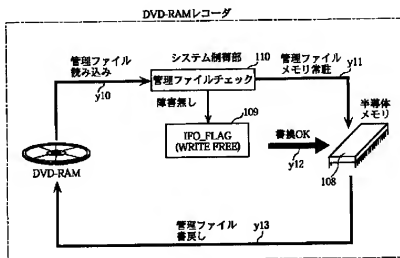 DVD-RAMレコーダ
システム制御部
110
管理ファイル
読み込み
y10
管理ファイルチェック
管理ファイル
メモリ常駐
y11
障害無し
109
IFO_FLAG
(WRITE FREE)
書換OK
y12
半導体
メモリ
108
DVD-RAM
管理ファイル
書戻し
y13